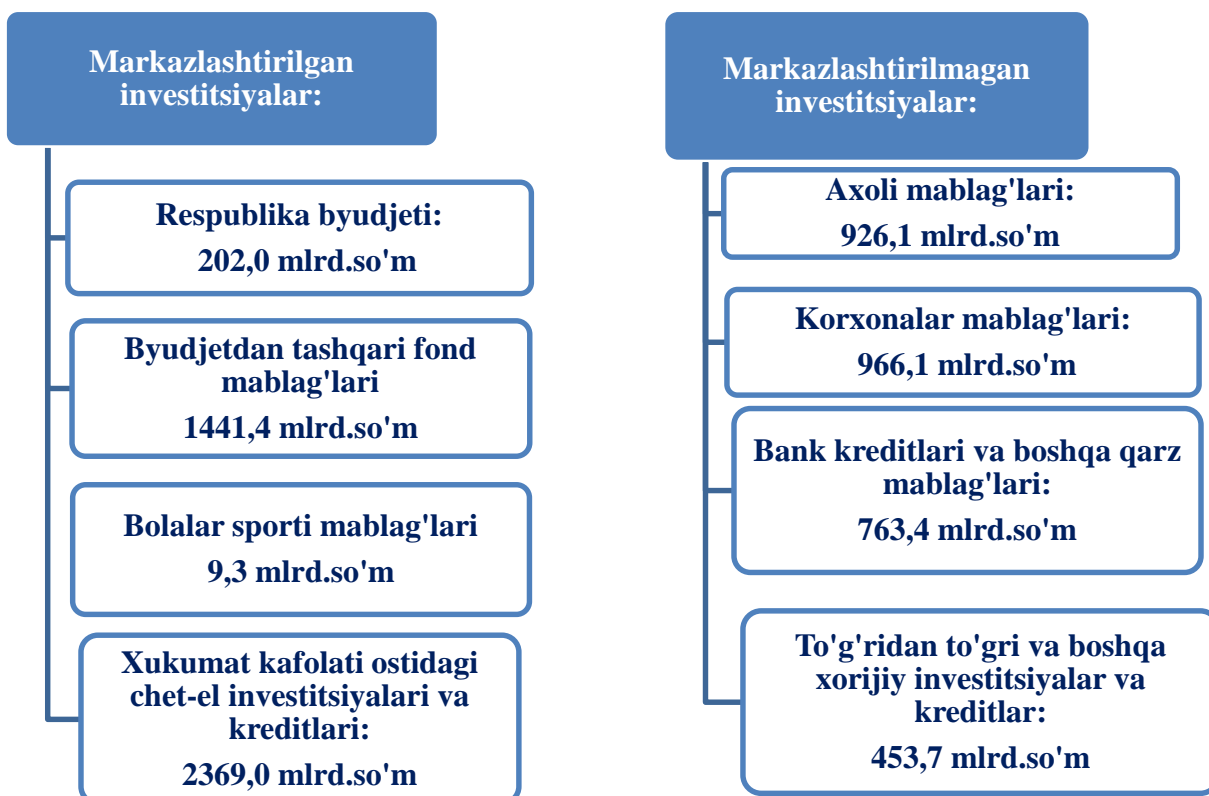 Markazlashtirilgan
investitsiyalar:
Respublika byudjeti:
202,0 mlrd.so'm
Byudjetdan tashqari fond
mablag'lari
1441,4 mlrd.so'm
Bolalar sporti mablag'lari
9,3 mlrd.so'm
Xukumat kafolati ostidagi
chet-el investitsiyalari va
kreditlari:
2369,0 mlrd.so'm
Markazlashtirilmagan
investitsiyalar:
Axoli mablag'lari:
926,1 mlrd.so'm
Korxonalar mablag'lari:
966,1 mlrd.so'm
Bank kreditlari va boshqa qarz
mablag'lari:
763,4 mlrd.so'm
To'g'ridan to'gri va boshqa
xorijiy investitsiyalar va
kreditlar:
453,7 mlrd.so'm